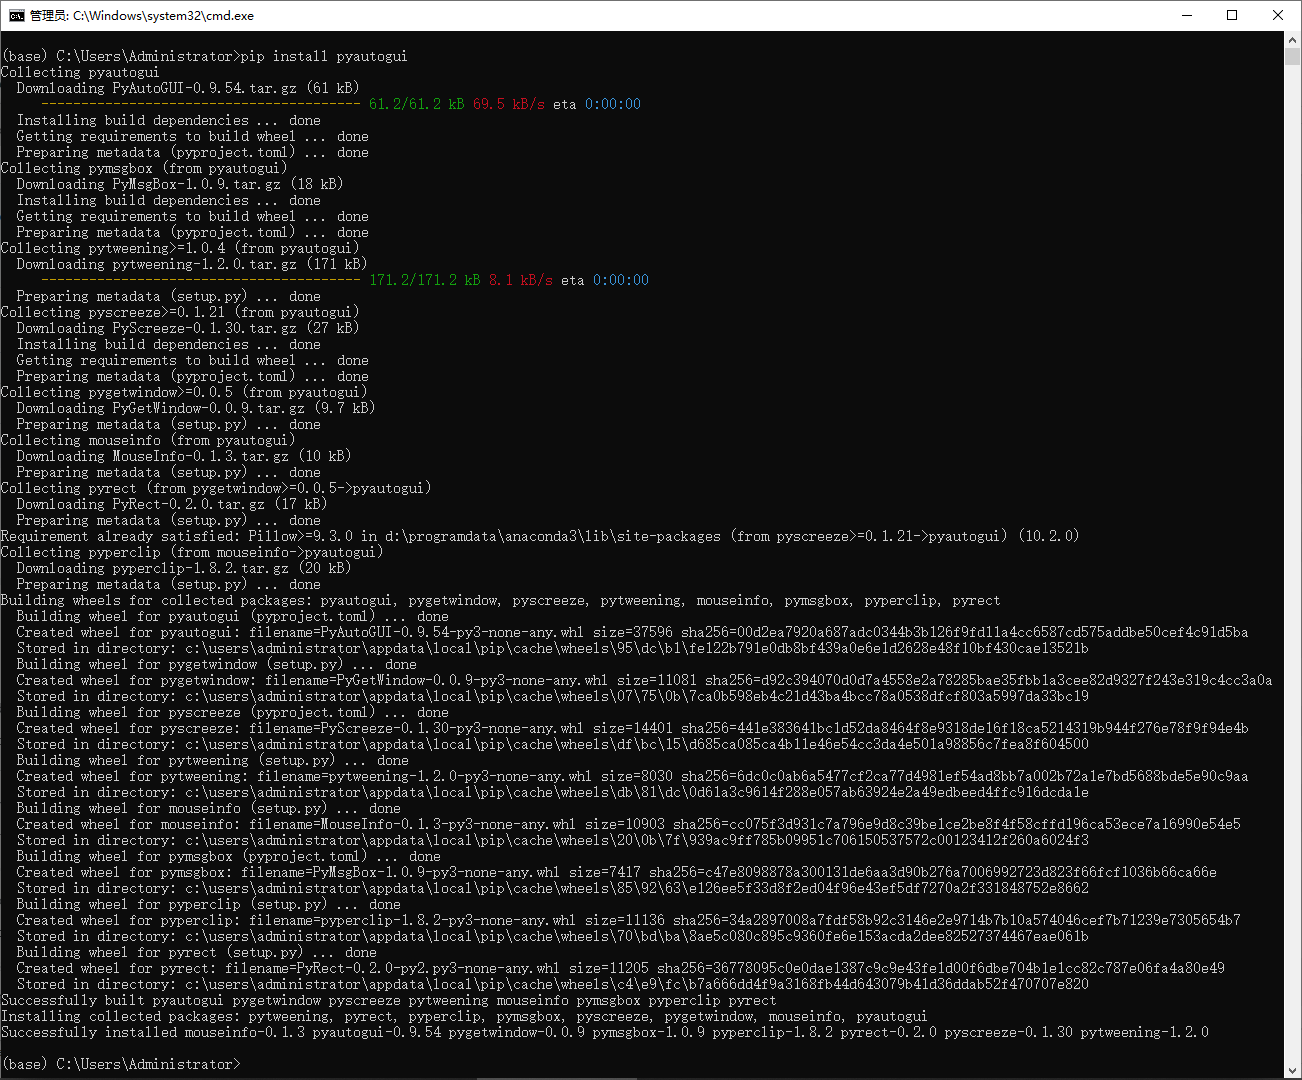 管理员: C:\Windows\system32\cmd.exe
(base) C:\Users\Administrator>pip install pyautogui
Collecting pyautogui
  Downloading PyAutoGUI-0.9.54.tar.gz (61 kB)
     ---------------------------------------- 61.2/61.2 kB 69.5 kB/s eta 0:00:00
  Installing build dependencies ... done
  Getting requirements to build wheel ... done
  Preparing metadata (pyproject.toml) ... done
Collecting pymsgbox (from pyautogui)
  Downloading PyMsgBox-1.0.9.tar.gz (18 kB)
  Installing build dependencies ... done
  Getting requirements to build wheel ... done
  Preparing metadata (pyproject.toml) ... done
Collecting pytweening>=1.0.4 (from pyautogui)
  Downloading pytweening-1.2.0.tar.gz (171 kB)
     ---------------------------------------- 171.2/171.2 kB 8.1 kB/s eta 0:00:00
  Preparing metadata (setup.py) ... done
Collecting pyscreeze>=0.1.21 (from pyautogui)
  Downloading PyScreeze-0.1.30.tar.gz (27 kB)
  Installing build dependencies ... done
  Getting requirements to build wheel ... done
  Preparing metadata (pyproject.toml) ... done
Collecting pygetwindow>=0.0.5 (from pyautogui)
  Downloading PyGetWindow-0.0.9.tar.gz (9.7 kB)
  Preparing metadata (setup.py) ... done
Collecting mouseinfo (from pyautogui)
  Downloading MouseInfo-0.1.3.tar.gz (10 kB)
  Preparing metadata (setup.py) ... done
Collecting pyrect (from pygetwindow>=0.0.5->pyautogui)
  Downloading PyRect-0.2.0.tar.gz (17 kB)
  Preparing metadata (setup.py) ... done
Requirement already satisfied: Pillow>=9.3.0 in d:\programdata\anaconda3\lib\site-packages (from pyscreeze>=0.1.21->pyautogui) (10.2.0)
Collecting pyperclip (from mouseinfo->pyautogui)
  Downloading pyperclip-1.8.2.tar.gz (20 kB)
  Preparing metadata (setup.py) ... done
Building wheels for collected packages: pyautogui, pygetwindow, pyscreeze, pytweening, mouseinfo, pymsgbox, pyperclip, pyrect
  Building wheel for pyautogui (pyproject.toml) ... done
  Created wheel for pyautogui: filename=PyAutoGUI-0.9.54-py3-none-any.whl size=37596 sha256=00d2ea7920a687adc0344b3b126f9fd11a4cc6587cd575addbe50cef4c91d5ba
  Stored in directory: c:\users\administrator\appdata\local\pip\cache\wheels\95\dc\b1\fe122b791e0db8bf439a0e6e1d2628e48f10bf430cae13521b
  Building wheel for pygetwindow (setup.py) ... done
  Created wheel for pygetwindow: filename=PyGetWindow-0.0.9-py3-none-any.whl size=11081 sha256=d92c394070d0d7a4558e2a78285bae35fbb1a3cee82d9327f243e319c4cc3a0a
  Stored in directory: c:\users\administrator\appdata\local\pip\cache\wheels\07\75\0b\7ca0b598eb4c21d43ba4bcc78a0538dfcf803a5997da33bc19
  Building wheel for pyscreeze (pyproject.toml) ... done
  Created wheel for pyscreeze: filename=PyScreeze-0.1.30-py3-none-any.whl size=14401 sha256=441e383641bc1d52da8464f8e9318de16f18ca5214319b944f276e78f9f94e4b
  Stored in directory: c:\users\administrator\appdata\local\pip\cache\wheels\df\bc\15\d685ca085ca4b11e46e54cc3da4e501a98856c7fea8f604500
  Building wheel for pytweening (setup.py) ... done
  Created wheel for pytweening: filename=pytweening-1.2.0-py3-none-any.whl size=8030 sha256=6dc0c0ab6a5477cf2ca77d4981ef54ad8bb7a002b72a1e7bd5688bde5e90c9aa
  Stored in directory: c:\users\administrator\appdata\local\pip\cache\wheels\db\81\dc\0d61a3c9614f288e057ab63924e2a49edbeed4ffc916dcda1e
  Building wheel for mouseinfo (setup.py) ... done
  Created wheel for mouseinfo: filename=MouseInfo-0.1.3-py3-none-any.whl size=10903 sha256=cc075f3d931c7a796e9d8c39be1ce2be8f4f58cffd196ca53ece7a16990e54e5
  Stored in directory: c:\users\administrator\appdata\local\pip\cache\wheels\20\0b\7f\939ac9ff785b09951c706150537572c00123412f260a6024f3
  Building wheel for pymsgbox (pyproject.toml) ... done
  Created wheel for pymsgbox: filename=PyMsgBox-1.0.9-py3-none-any.whl size=7417 sha256=c47e8098878a300131de6aa3d90b276a7006992723d823f66fcf1036b66ca66e
  Stored in directory: c:\users\administrator\appdata\local\pip\cache\wheels\85\92\63\e126ee5f33d8f2ed04f96e43ef5df7270a2f331848752e8662
  Building wheel for pyperclip (setup.py) ... done
  Created wheel for pyperclip: filename=pyperclip-1.8.2-py3-none-any.whl size=11136 sha256=34a2897008a7fdf58b92c3146e2e9714b7b10a574046cef7b71239e7305654b7
  Stored in directory: c:\users\administrator\appdata\local\pip\cache\wheels\70\bd\ba\8ae5c080c895c9360fe6e153acda2dee82527374467eae061b
  Building wheel for pyrect (setup.py) ... done
  Created wheel for pyrect: filename=PyRect-0.2.0-py2.py3-none-any.whl size=11205 sha256=36778095c0e0dae1387c9c9e43fe1d00f6dbe704b1e1cc82c787e06fa4a80e49
  Stored in directory: c:\users\administrator\appdata\local\pip\cache\wheels\c4\e9\fc\b7a666dd4f9a3168fb44d643079b41d36ddab52f470707e820
Successfully built pyautogui pygetwindow pyscreeze pytweening mouseinfo pymsgbox pyperclip pyrect
Installing collected packages: pytweening, pyrect, pyperclip, pymsgbox, pyscreeze, pygetwindow, mouseinfo, pyautogui
Successfully installed mouseinfo-0.1.3 pyautogui-0.9.54 pygetwindow-0.0.9 pymsgbox-1.0.9 pyperclip-1.8.2 pyrect-0.2.0 pyscreeze-0.1.30 pytweening-1.2.0
(base) C:\Users\Administrator>